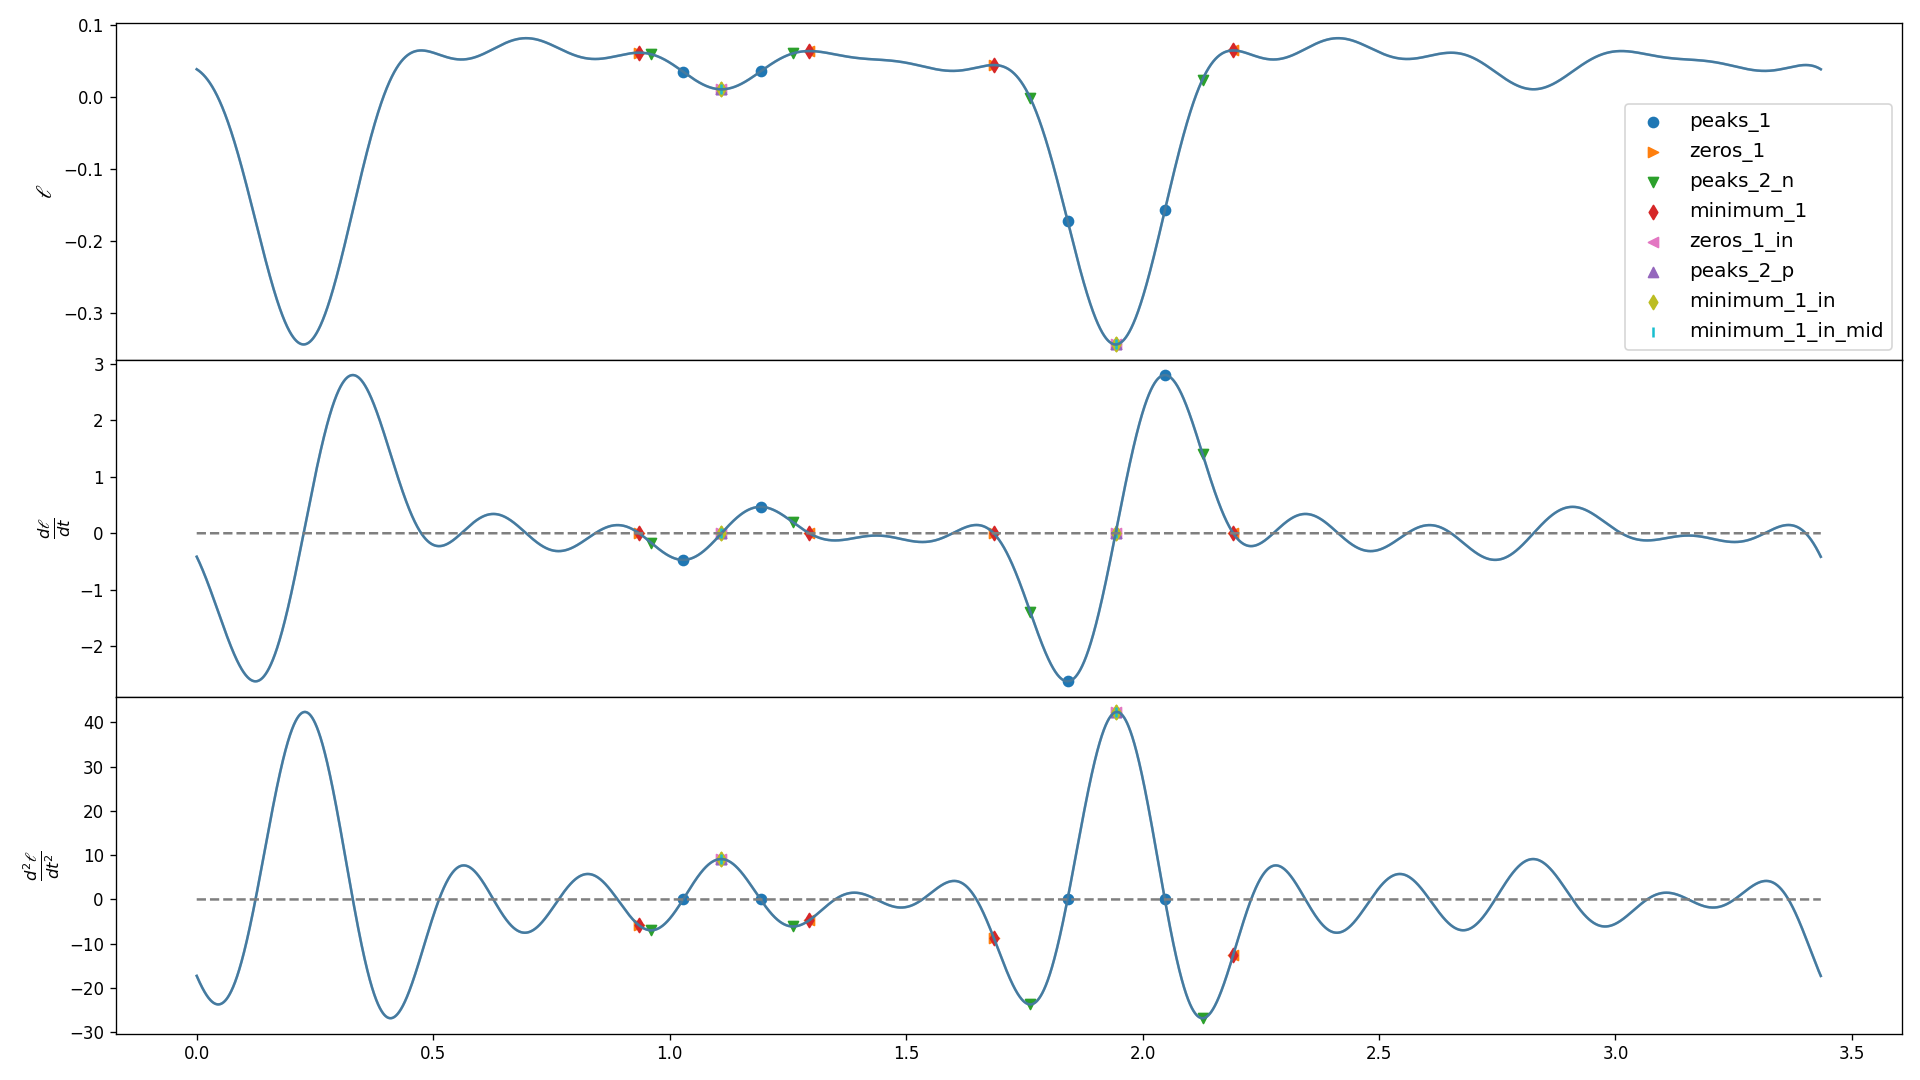 0.1
0.0
−0.1
−0.2
−0.3
ℓ
peaks_1
zeros_1
peaks_2_n
minimum_1
zeros_1_in
peaks_2_p
minimum_1_in
minimum_1_in_mid
3
2
1
0
−1
−2
dℓ
dt
40
30
20
10
0
−10
−20
−30
d²ℓ
dt²
0.0 0.5 1.0 1.5 2.0 2.5 3.0 3.5